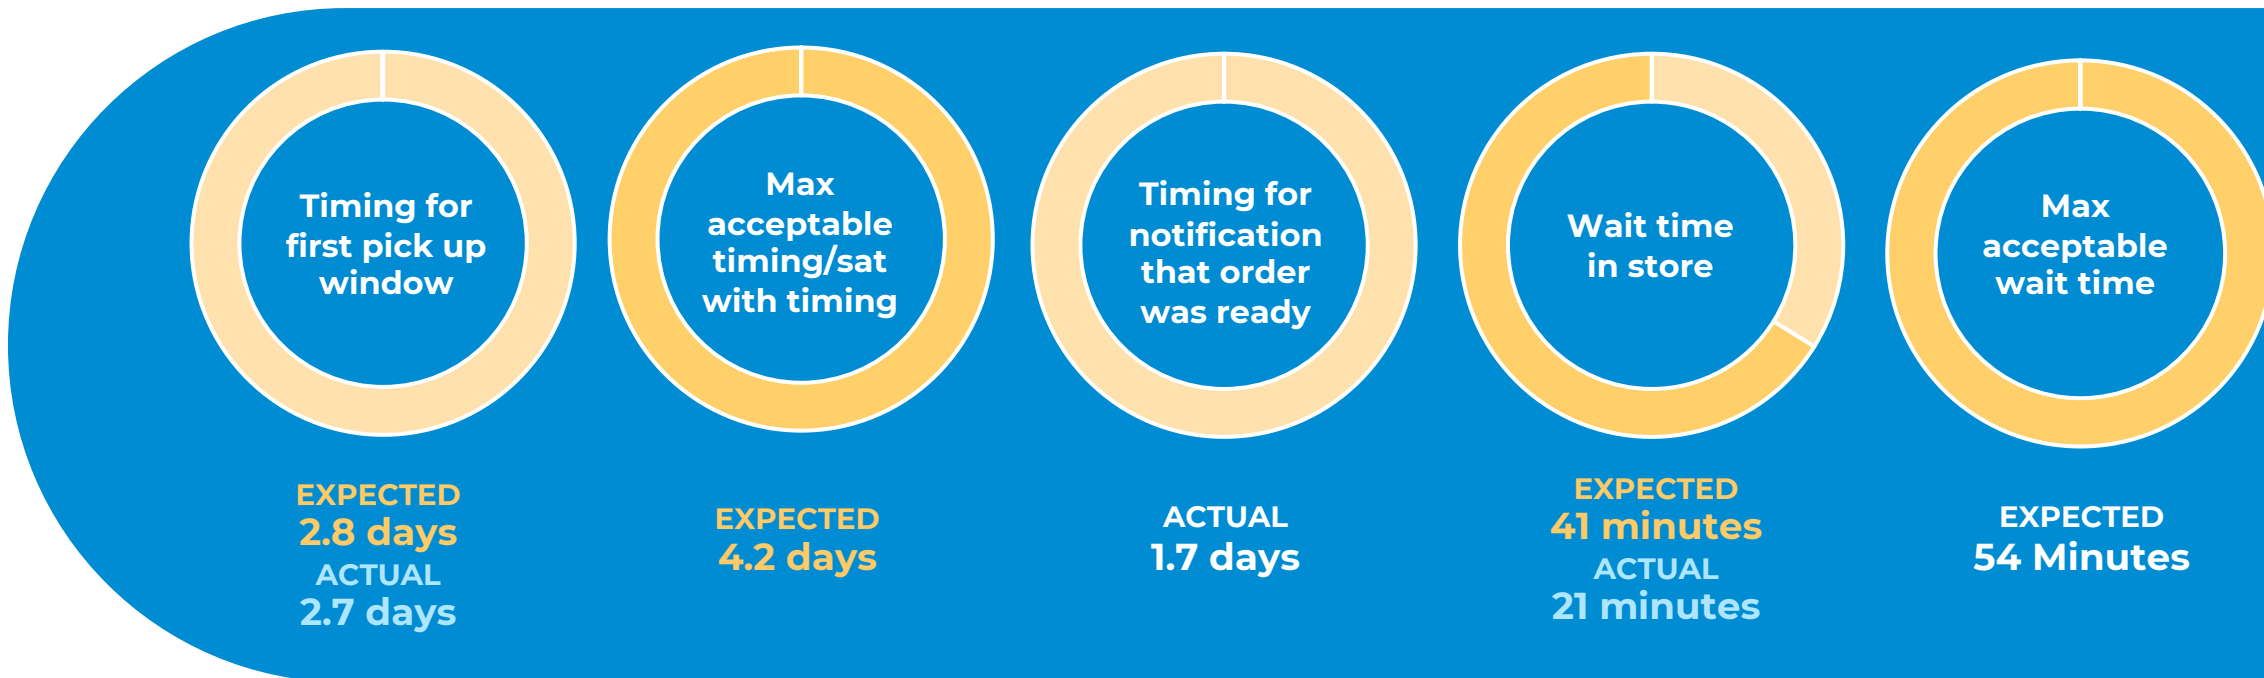 Timing for
first pick up
window
EXPECTED
2.8 days
ACTUAL
2.7 days
Max
acceptable
timing/sat
with timing
EXPECTED
4.2 days
Timing for
notification
that order
was ready
ACTUAL
1.7 days
Wait time
in store
EXPECTED
41 minutes
ACTUAL
21 minutes
Max
acceptable
wait time
EXPECTED
54 Minutes